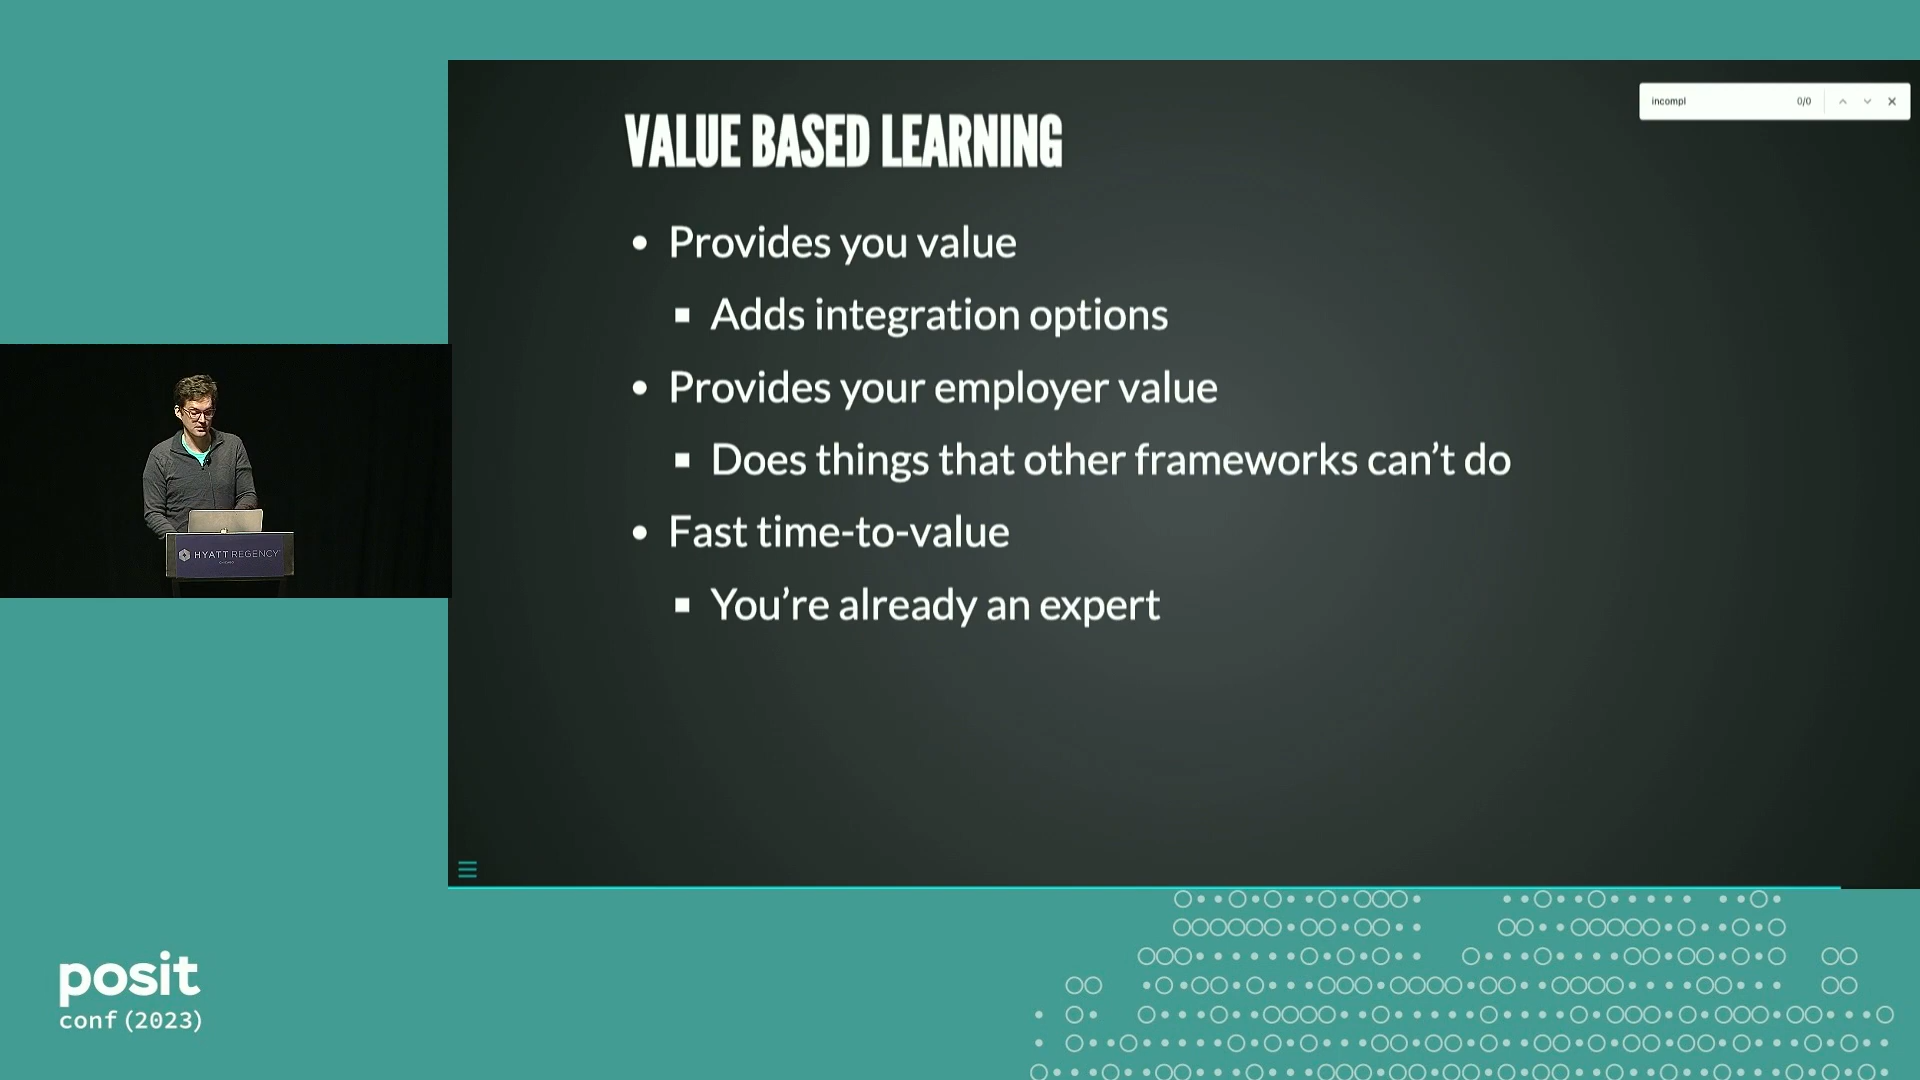 VALUE BASED LEARNING
incompl 0/0
Provides you value
Adds integration options
Provides your employer value
Does things that other frameworks can’t do
Fast time-to-value
You’re already an expert
HYATT REGENCY
posit
conf (2023)